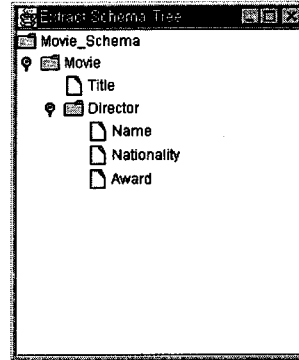 Extract Schema Tree
Movie_Schema
Movie
Title
Director
Name
Nationality
Award